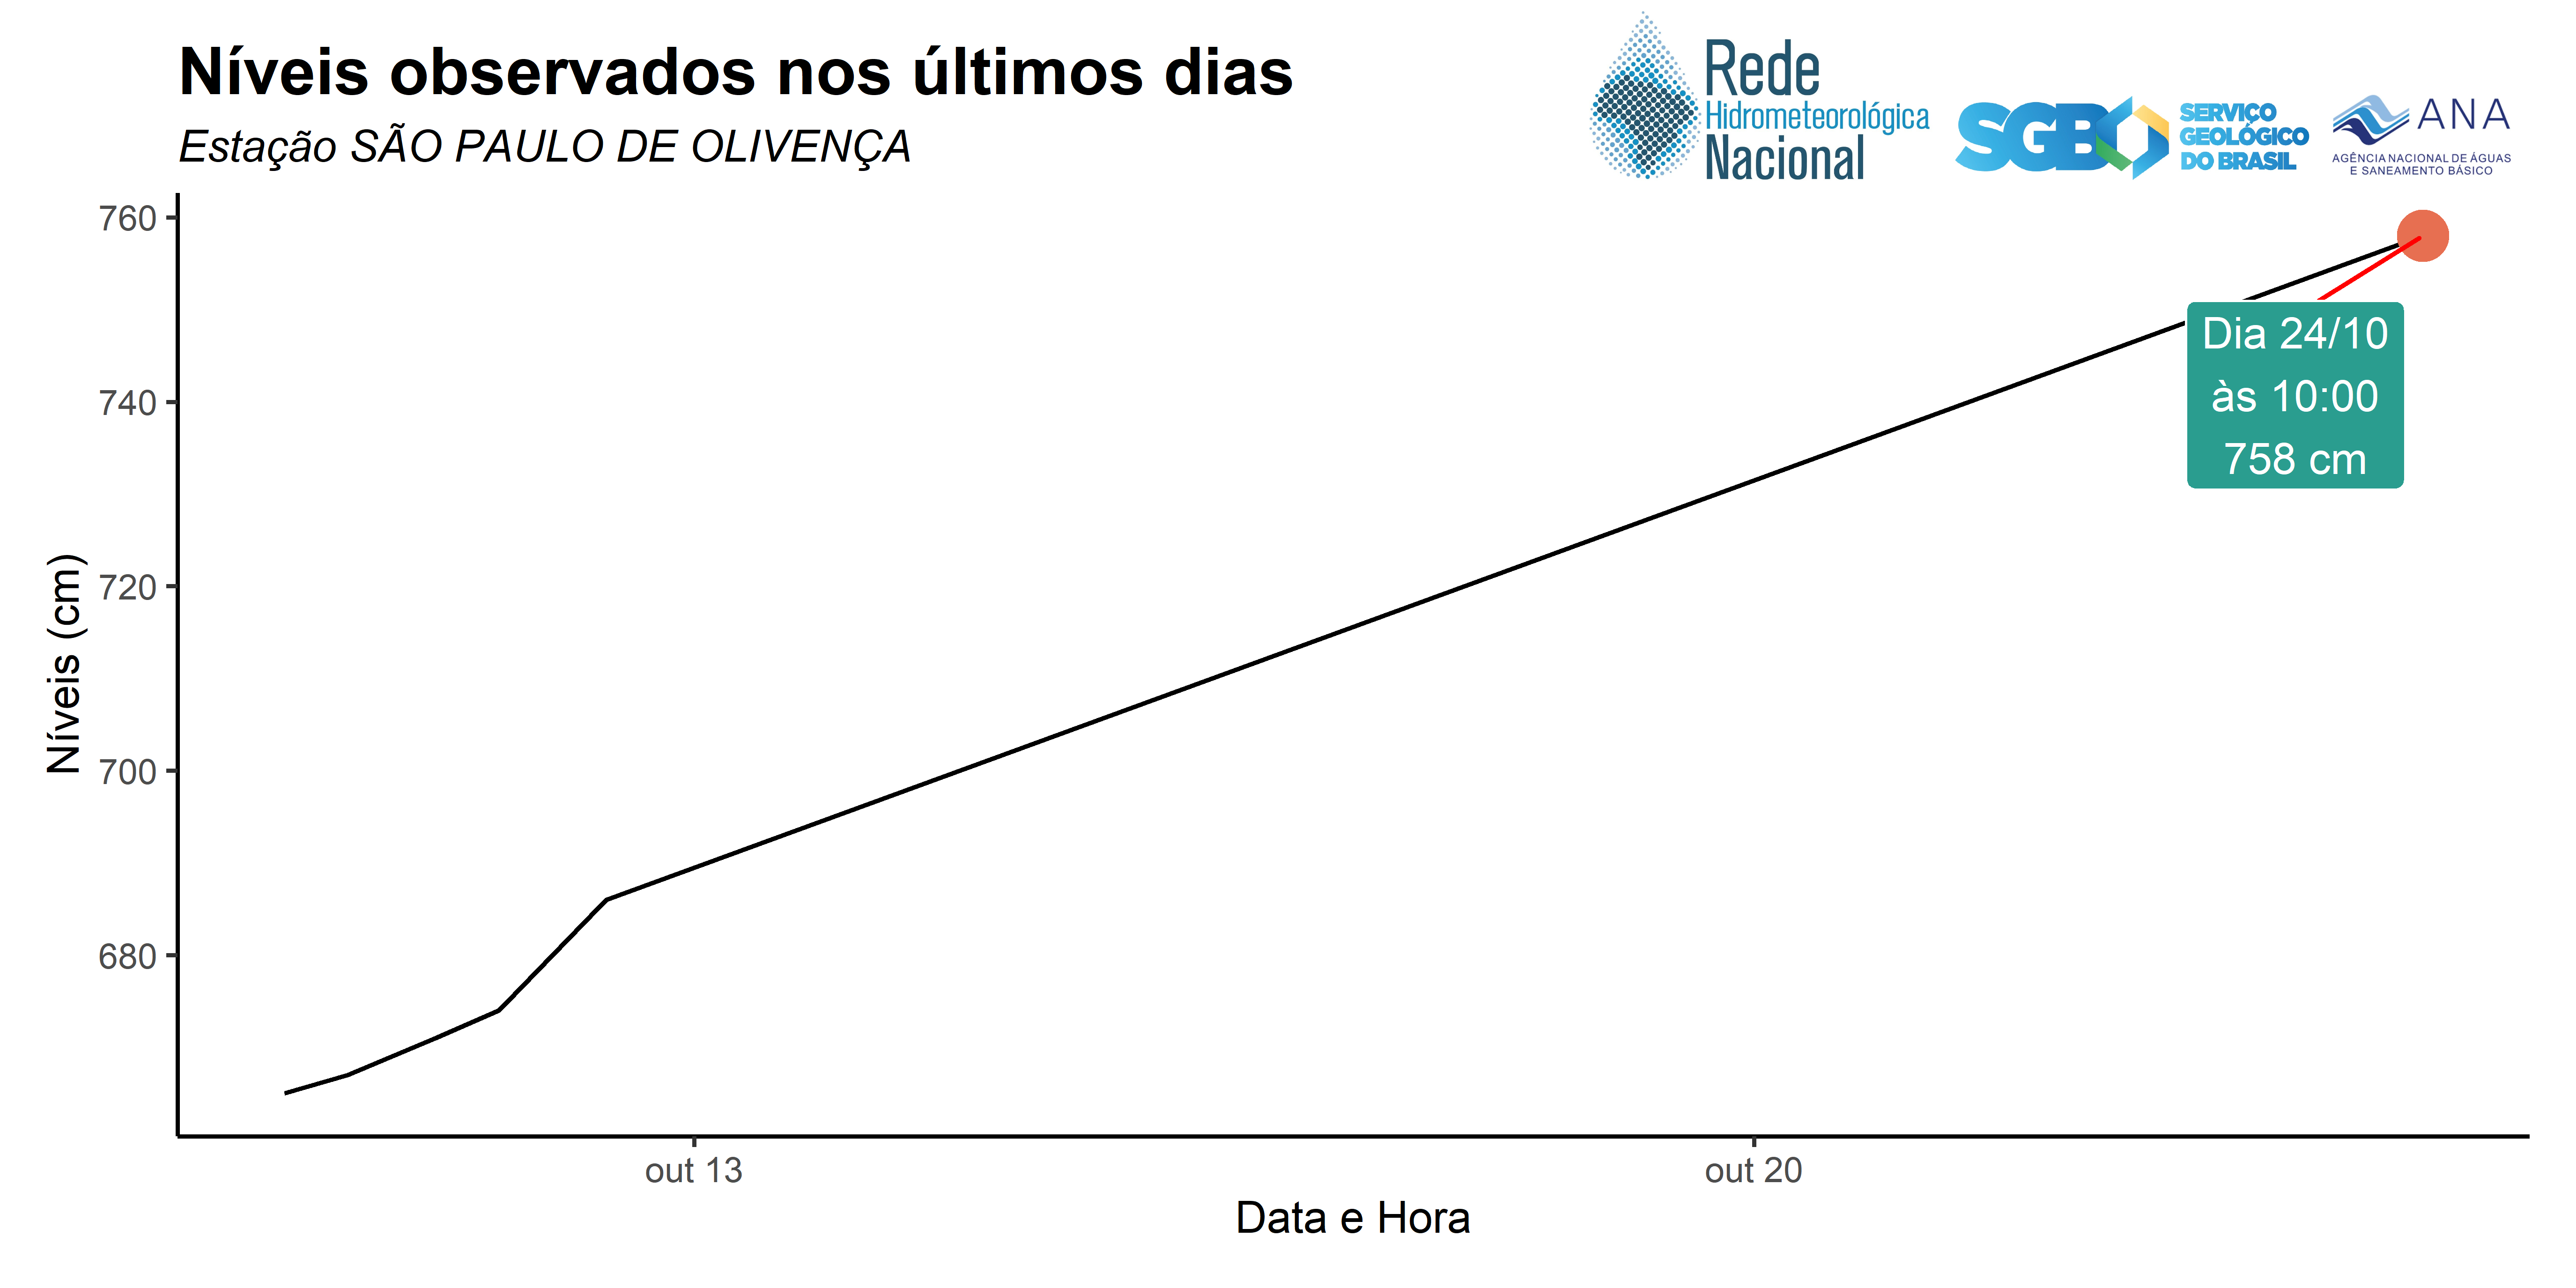 Níveis observados nos últimos dias
Estação SÃO PAULO DE OLIVENÇA
Rede
Hidrometeorológica
Nacional
SGB
SERVIÇO
GEOLÓGICO
DO BRASIL
ANA
AGÊNCIA NACIONAL DE ÁGUAS
E SANEAMENTO BÁSICO
760
740
720
700
680
Níveis (cm)
Dia 24/10
às 10:00
758 cm
out 13
out 20
Data e Hora